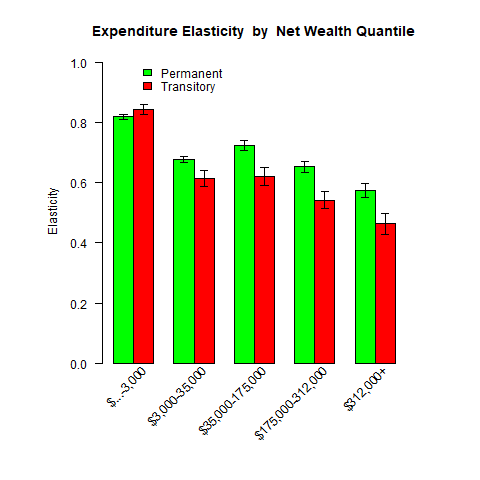 Expenditure Elasticity  by  Net Wealth Quantile
Permanent
Transitory
Elasticity
1.0
0.8
0.6
0.4
0.2
0.0
$...-3,000
$3,000-35,000
$35,000-175,000
$175,000-312,000
$312,000+